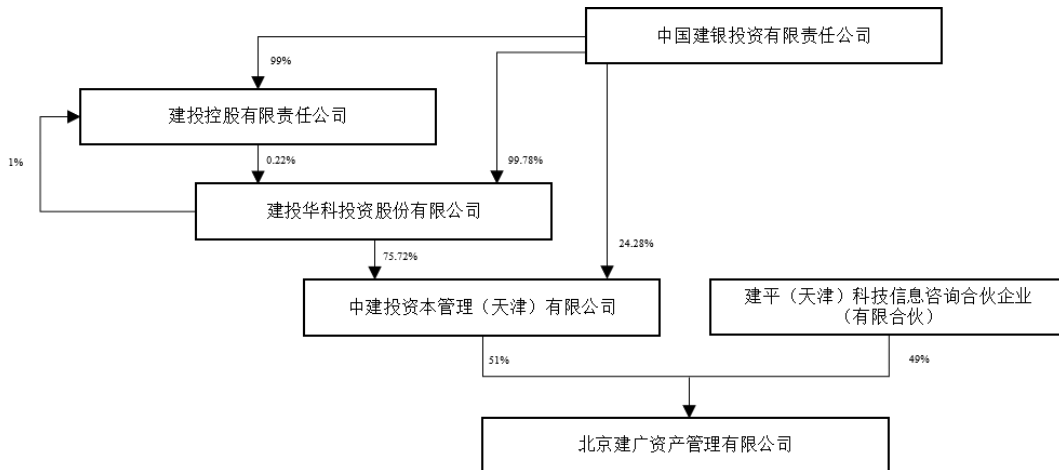 中国建银投资有限责任公司
99%
建投控股有限责任公司
1%
0.22%
99.78%
建投华科投资股份有限公司
75.72%
24.28%
中建投资本管理（天津）有限公司
建平（天津）科技信息咨询合伙企业
（有限合伙）
51%
49%
北京建广资产管理有限公司